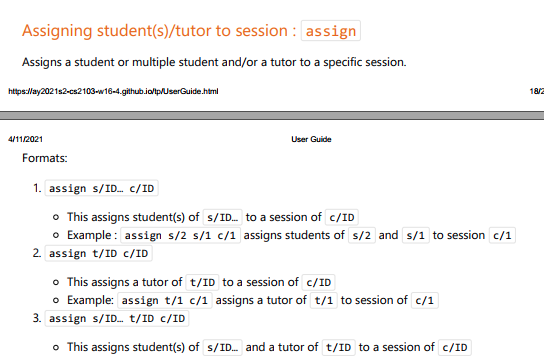 Assigning student(s)/tutor to session : assign
Assigns a student or multiple student and/or a tutor to a specific session.
https://ay2021s2-cs2103-w16-4.github.io/tp/UserGuide.html 18/2
4/11/2021 User Guide
Formats:
1. assign s/ID… c/ID
○ This assigns student(s) of s/ID… to a session of c/ID
○ Example : assign s/2 s/1 c/1 assigns students of s/2 and s/1 to session c/1
2. assign t/ID c/ID
○ This assigns a tutor of t/ID to a session of c/ID
○ Example: assign t/1 c/1 assigns a tutor of t/1 to session of c/1
3. assign s/ID… t/ID c/ID
○ This assigns student(s) of s/ID… and a tutor of t/ID to a session of c/ID